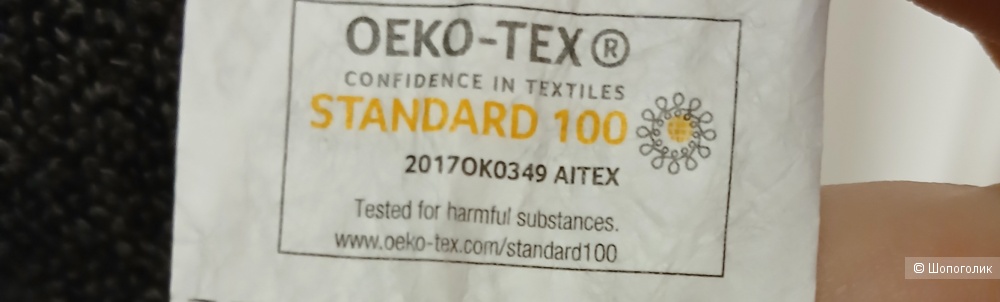 OEKO-TEX®
CONFIDENCE IN TEXTILES
STANDARD 100
2017OK0349 AITEX
Tested for harmful substances.
www.oeko-tex.com/standard100
© Шопоголик